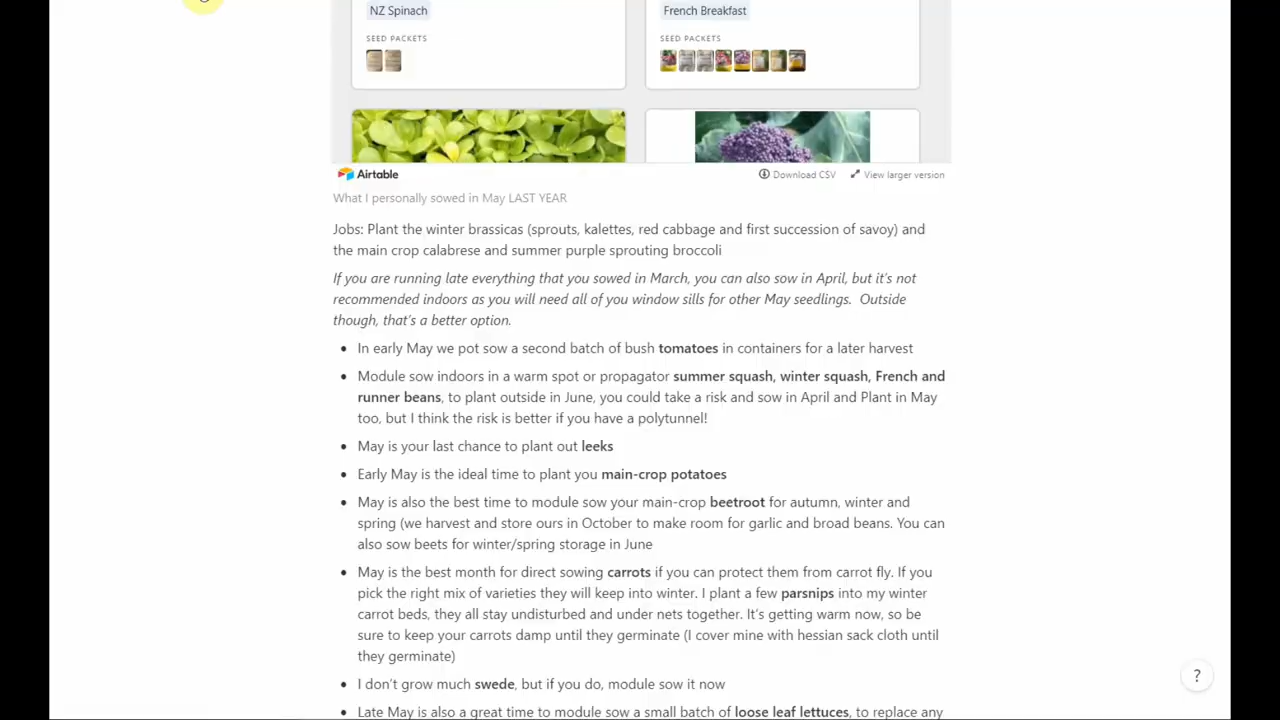 NZ Spinach
French Breakfast
SEED PACKETS
SEED PACKETS
Airtable
Download CSV
View larger version
What I personally sowed in May LAST YEAR
Jobs: Plant the winter brassicas (sprouts, kalettes, red cabbage and first succession of savoy) and
the main crop calabrese and summer purple sprouting broccoli
If you are running late everything that you sowed in March, you can also sow in April, but it's not
recommended indoors as you will need all of you window sills for other May seedlings. Outside
though, that's a better option.
• In early May we pot sow a second batch of bush tomatoes in containers for a later harvest
• Module sow indoors in a warm spot or propagator summer squash, winter squash, French and
runner beans, to plant outside in June, you could take a risk and sow in April and Plant in May
too, but I think the risk is better if you have a polytunnel!
• May is your last chance to plant out leeks
• Early May is the ideal time to plant you main-crop potatoes
• May is also the best time to module sow your main-crop beetroot for autumn, winter and
spring (we harvest and store ours in October to make room for garlic and broad beans. You can
also sow beets for winter/spring storage in June
• May is the best month for direct sowing carrots if you can protect them from carrot fly. If you
pick the right mix of varieties they will keep into winter. I plant a few parsnips into my winter
carrot beds, they all stay undisturbed and under nets together. It's getting warm now, so be
sure to keep your carrots damp until they germinate (I cover mine with hessian sack cloth until
they germinate)
• I don't grow much swede, but if you do, module sow it now
• Late May is also a great time to module sow a small batch of loose leaf lettuces, to replace any
?